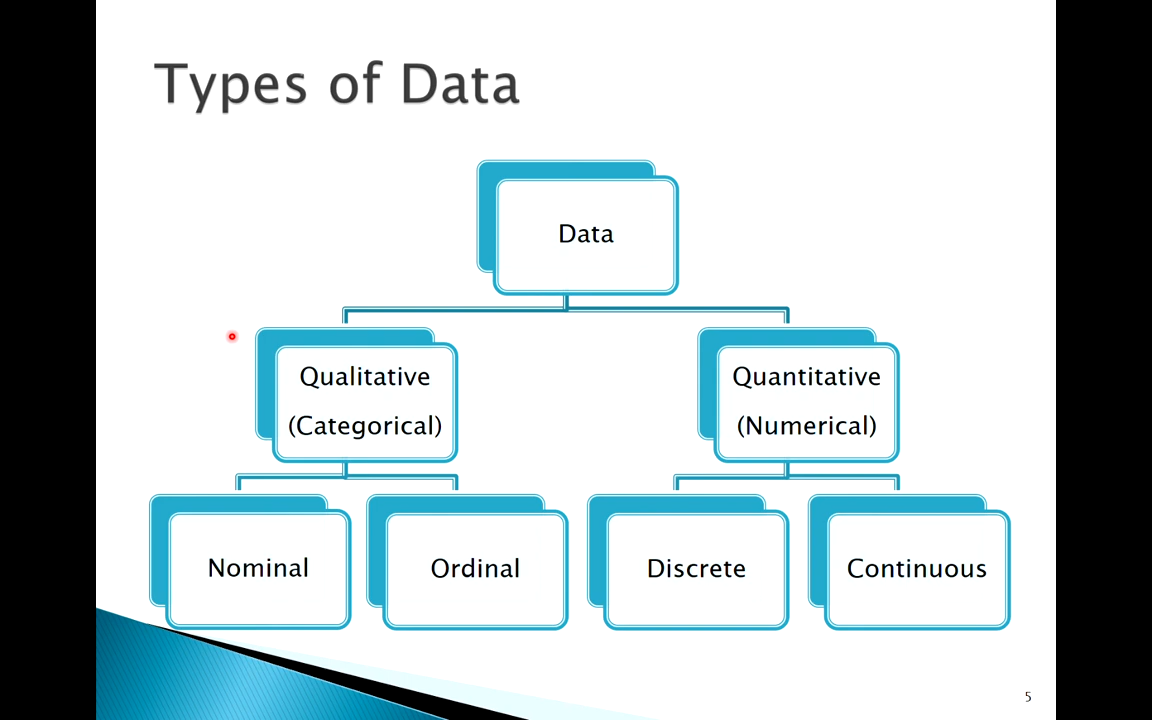 Types of Data
Data
Qualitative
(Categorical)
Quantitative
(Numerical)
Nominal
Ordinal
Discrete
Continuous
5